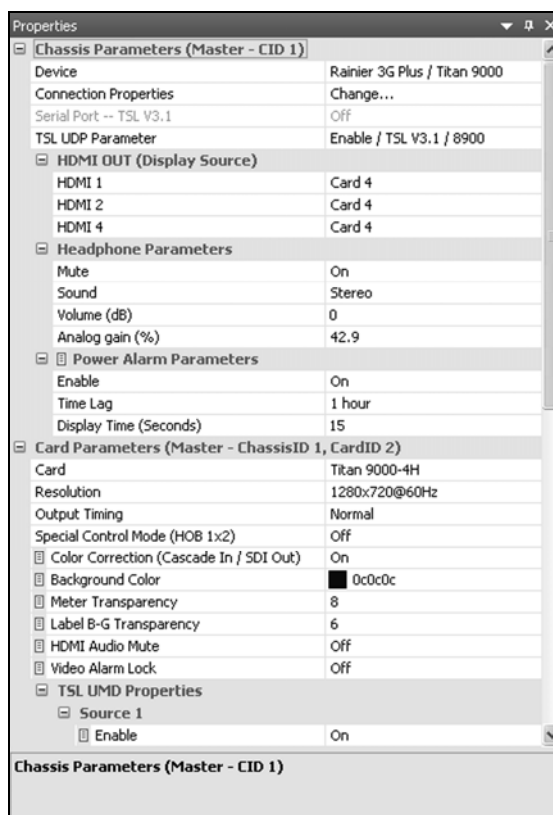 Properties
Chassis Parameters (Master - CID 1)
Device Rainier 3G Plus / Titan 9000
Connection Properties Change...
Serial Port -- TSL V3.1 Off
TSL UDP Parameter Enable / TSL V3.1 / 8900
HDMI OUT (Display Source)
HDMI 1 Card 4
HDMI 2 Card 4
HDMI 4 Card 4
Headphone Parameters
Mute On
Sound Stereo
Volume (dB) 0
Analog gain (%) 42.9
Power Alarm Parameters
Enable On
Time Lag 1 hour
Display Time (Seconds) 15
Card Parameters (Master - ChassisID 1, CardID 2)
Card Titan 9000-4H
Resolution 1280x720@60Hz
Output Timing Normal
Special Control Mode (HOB 1x2) Off
Color Correction (Cascade In / SDI Out) On
Background Color 0c0c0c
Meter Transparency 8
Label B-G Transparency 6
HDMI Audio Mute Off
Video Alarm Lock Off
TSL UMD Properties
Source 1
Enable On
Chassis Parameters (Master - CID 1)